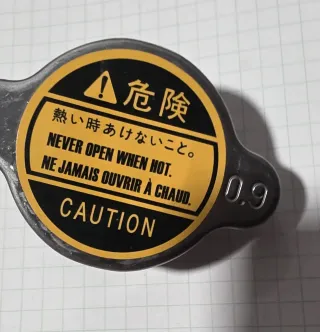 危険
熱い時あけないこと。
NEVER OPEN WHEN HOT.
NE JAMAIS OUVRIR À CHAUD.
CAUTION
0.9